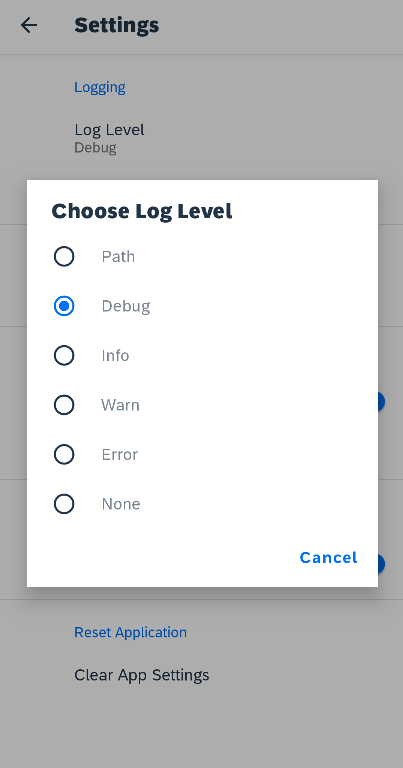 Settings
Logging
Log Level
Debug
Choose Log Level
Path
Debug
Info
Warn
Error
None
Cancel
Reset Application
Clear App Settings